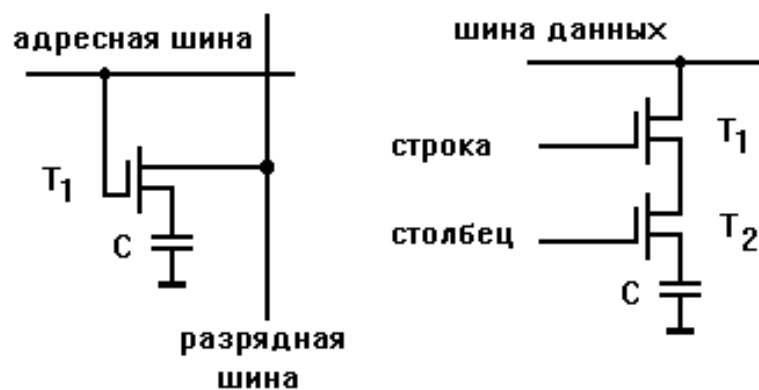 адресная шина
T1
C
разрядная
шина
шина данных
строка
T1
столбец
T2
C